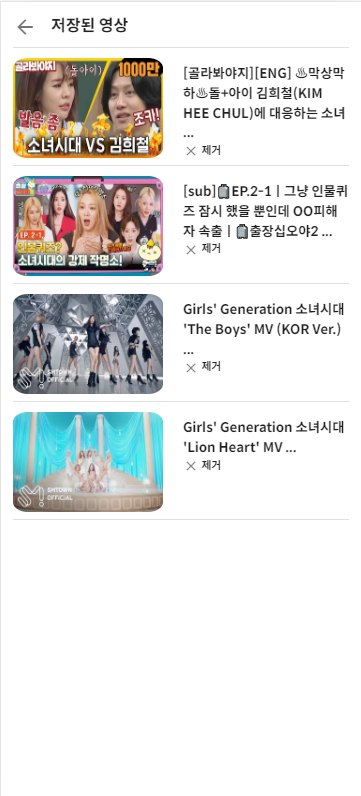 저장된 영상
골라봐야지
(돌아이)
1000만
발음 좀
조카!
소녀시대 VS 김희철
[골라봐야지][ENG] ♨막상막
하♨돌+아이 김희철(KIM
HEE CHUL)에 대응하는 소녀
...
× 제거
EP. 2-1
인물퀴즈?
소녀시대의 강제 작명소!
[sub]🧳EP.2-1ㅣ그냥 인물퀴
즈 잠시 했을 뿐인데 OO피해
자 속출ㅣ🧳출장십오야2 ...
× 제거
SMTOWN
OFFICIAL
Girls' Generation 소녀시대
'The Boys' MV (KOR Ver.)
...
× 제거
SMTOWN
OFFICIAL
Girls' Generation 소녀시대
'Lion Heart' MV ...
× 제거